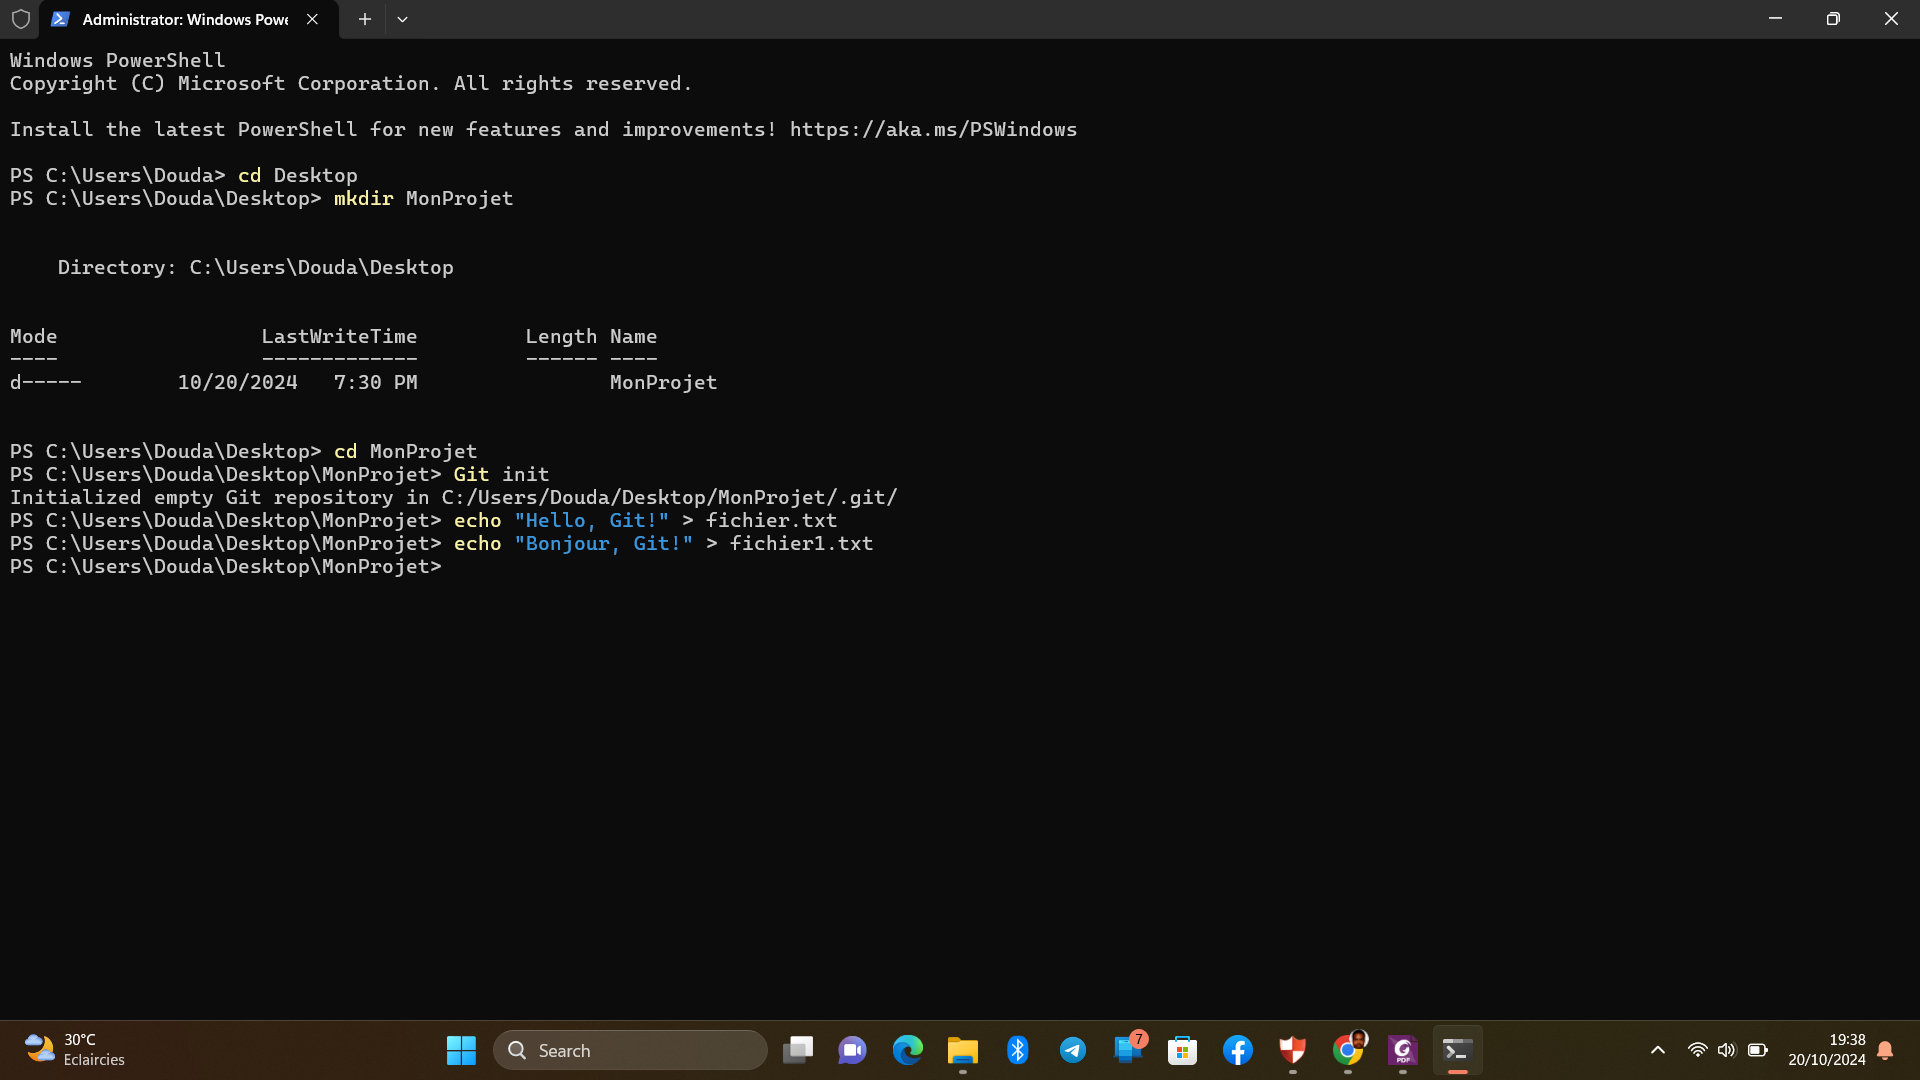 Administrator: Windows Powe
Windows PowerShell
Copyright (C) Microsoft Corporation. All rights reserved.
Install the latest PowerShell for new features and improvements! https://aka.ms/PSWindows
PS C:\Users\Douda> cd Desktop
PS C:\Users\Douda\Desktop> mkdir MonProjet
    Directory: C:\Users\Douda\Desktop
Mode                 LastWriteTime         Length Name
----                 -------------         ------ ----
d-----        10/20/2024   7:30 PM                MonProjet
PS C:\Users\Douda\Desktop> cd MonProjet
PS C:\Users\Douda\Desktop\MonProjet> Git init
Initialized empty Git repository in C:/Users/Douda/Desktop/MonProjet/.git/
PS C:\Users\Douda\Desktop\MonProjet> echo "Hello, Git!" > fichier.txt
PS C:\Users\Douda\Desktop\MonProjet> echo "Bonjour, Git!" > fichier1.txt
PS C:\Users\Douda\Desktop\MonProjet>
30°C
Eclaircies
Search
7
PDF
19:38
20/10/2024